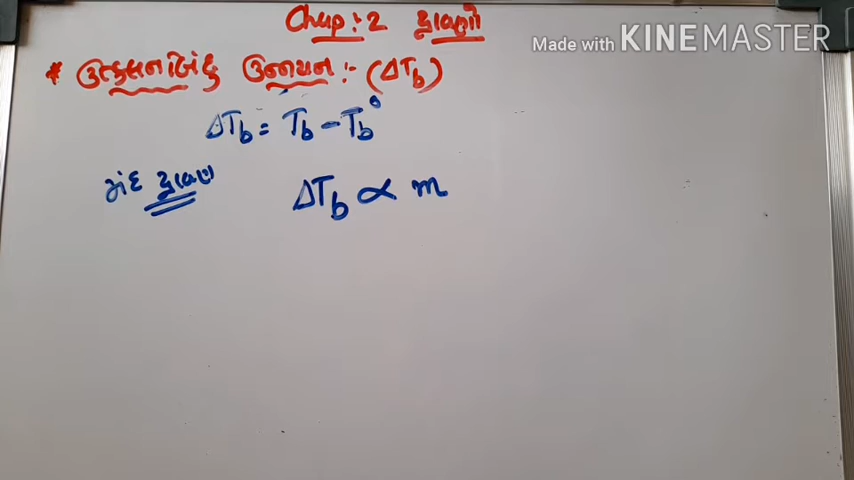 Chap:-2 દ્રાવણો
Made with KINEMASTER
* ઉત્કલનબિંદુ ઉન્નયન :- (ΔTb)
ΔTb = Tb - Tb°
મંદ દ્રાવણ ΔTb ∝ m